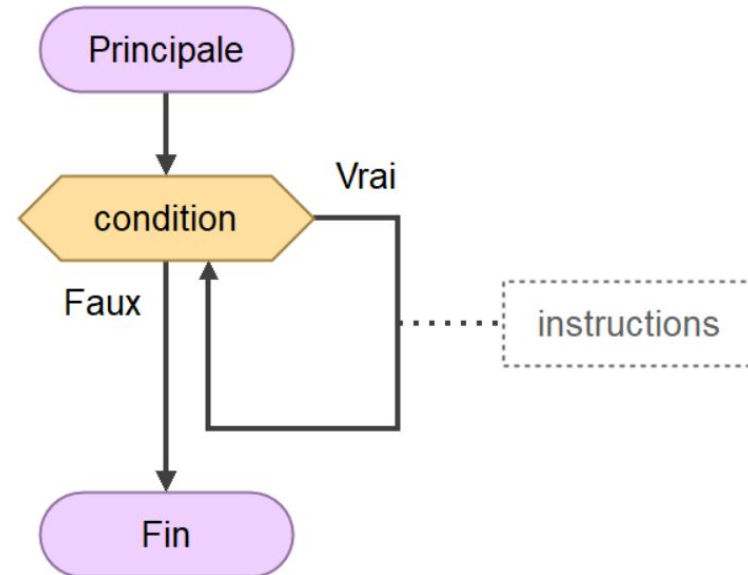 Principale
Vrai
condition
Faux
instructions
Fin